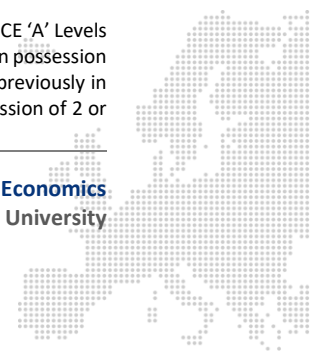 CE ‘A’ Levels
n possession
previously in
ssion of 2 or
Economics
University